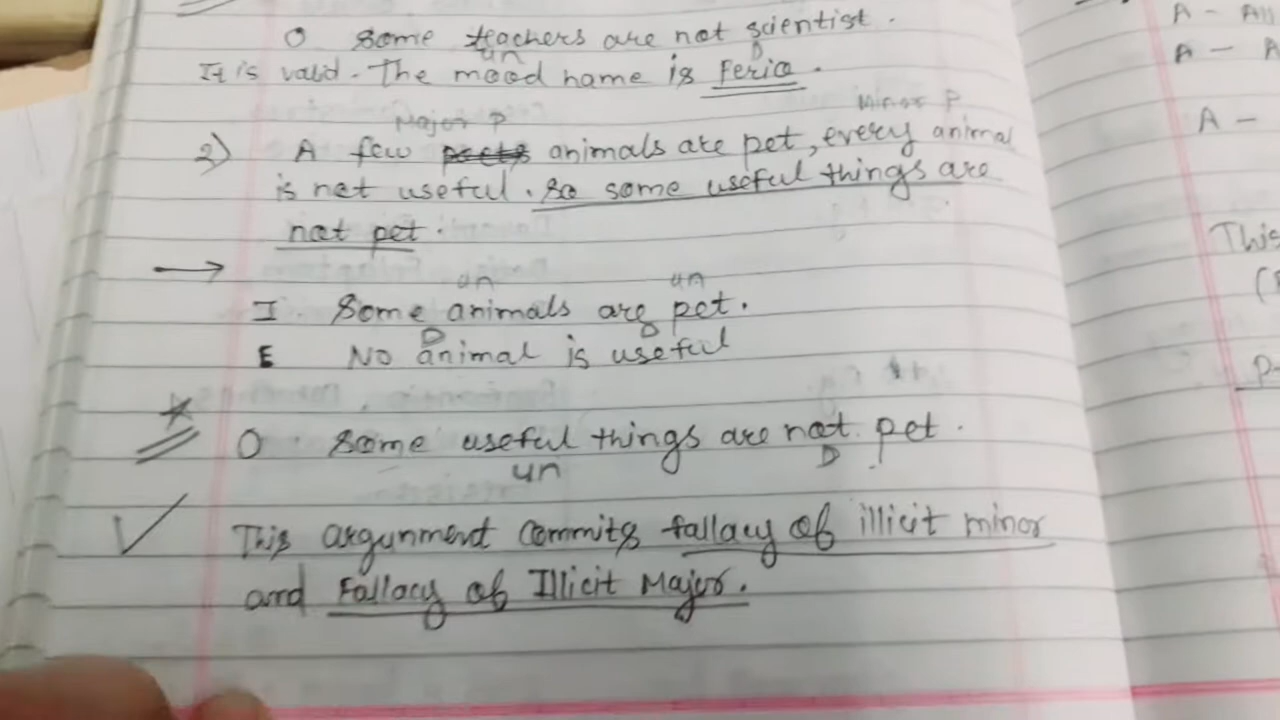 O Some teachers are not scientist.
un D
It is valid. The mood name is Ferio.
Major P Minor P
2) A few animals are pet, every animal
is not useful. So some useful things are
not pet.
→
un un
I Some animals are pet.
D D
E No animal is useful
O Some useful things are not pet.
un D
This argunment commits fallacy of illicit minor
and Fallacy of Illicit Major.
A - All
A - A
A -
This
P-